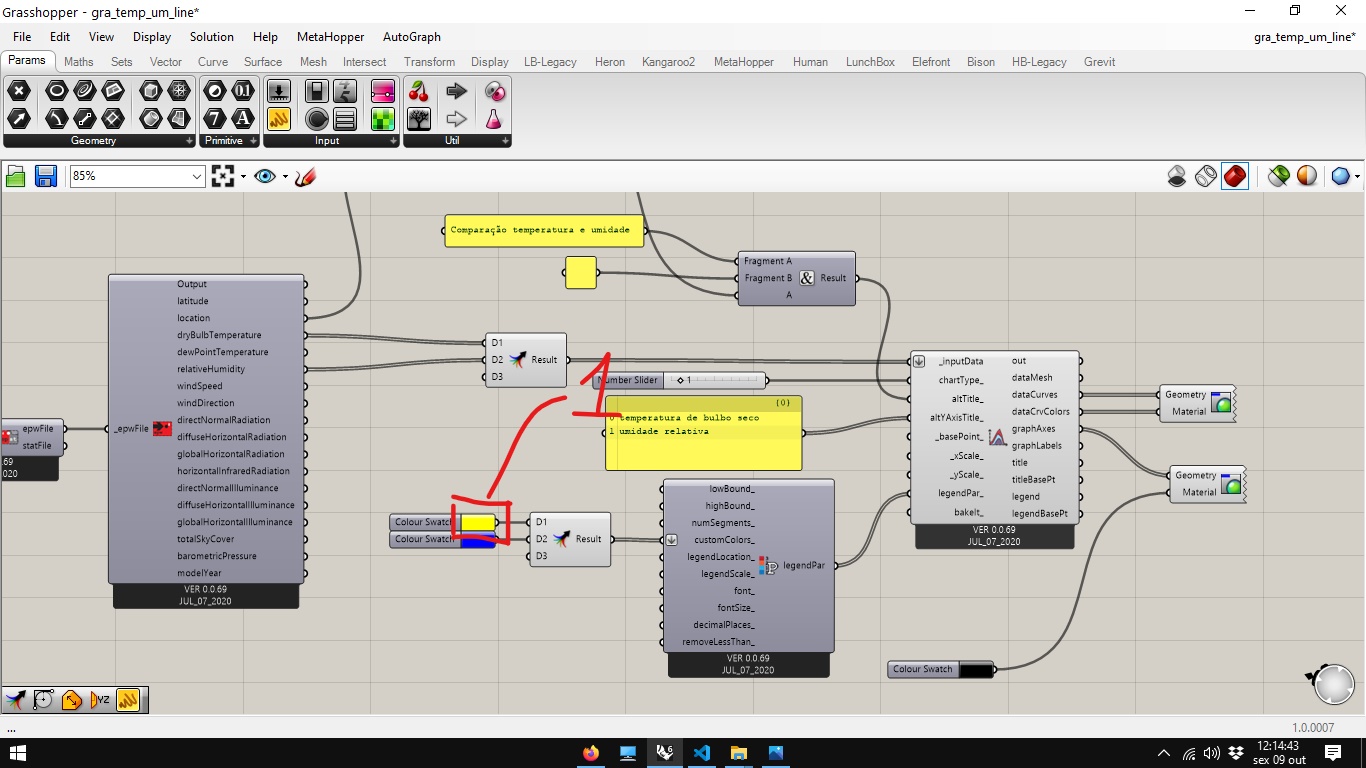 Grasshopper - gra_temp_um_line*
File Edit View Display Solution Help MetaHopper AutoGraph gra_temp_um_line*
Params Maths Sets Vector Curve Surface Mesh Intersect Transform Display LB-Legacy Heron Kangaroo2 MetaHopper Human LunchBox Elefront Bison HB-Legacy Grevit
Geometry Primitive Input Util
85%
Comparação temperatura e umidade
Fragment A
Fragment B
A
& Result
Output
latitude
location
dryBulbTemperature
dewPointTemperature
relativeHumidity
windSpeed
windDirection
directNormalRadiation
diffuseHorizontalRadiation
globalHorizontalRadiation
horizontalInfraredRadiation
directNormalIlluminance
diffuseHorizontalIlluminance
globalHorizontalIlluminance
totalSkyCover
barometricPressure
modelYear
_epwFile
VER 0.0.69
JUL_07_2020
epwFile
statFile
.69
020
D1
D2
D3
Result
Number Slider 1
1
{0}
0 temperatura de bulbo seco
1 umidade relativa
_inputData
chartType_
altTitle_
altYAxisTitle_
_basePoint_
_xScale_
_yScale_
legendPar_
bakeIt_
out
dataMesh
dataCurves
dataCrvColors
graphAxes
graphLabels
title
titleBasePt
legend
legendBasePt
VER 0.0.69
JUL_07_2020
Geometry
Material
Geometry
Material
Colour Swatch
Colour Swatch
D1
D2
D3
Result
lowBound_
highBound_
numSegments_
customColors_
legendLocation_
legendScale_
font_
fontSize_
decimalPlaces_
removeLessThan_
legendPar
VER 0.0.69
JUL_07_2020
Colour Swatch
YZ
...
1.0.0007
12:14:43
sex 09 out